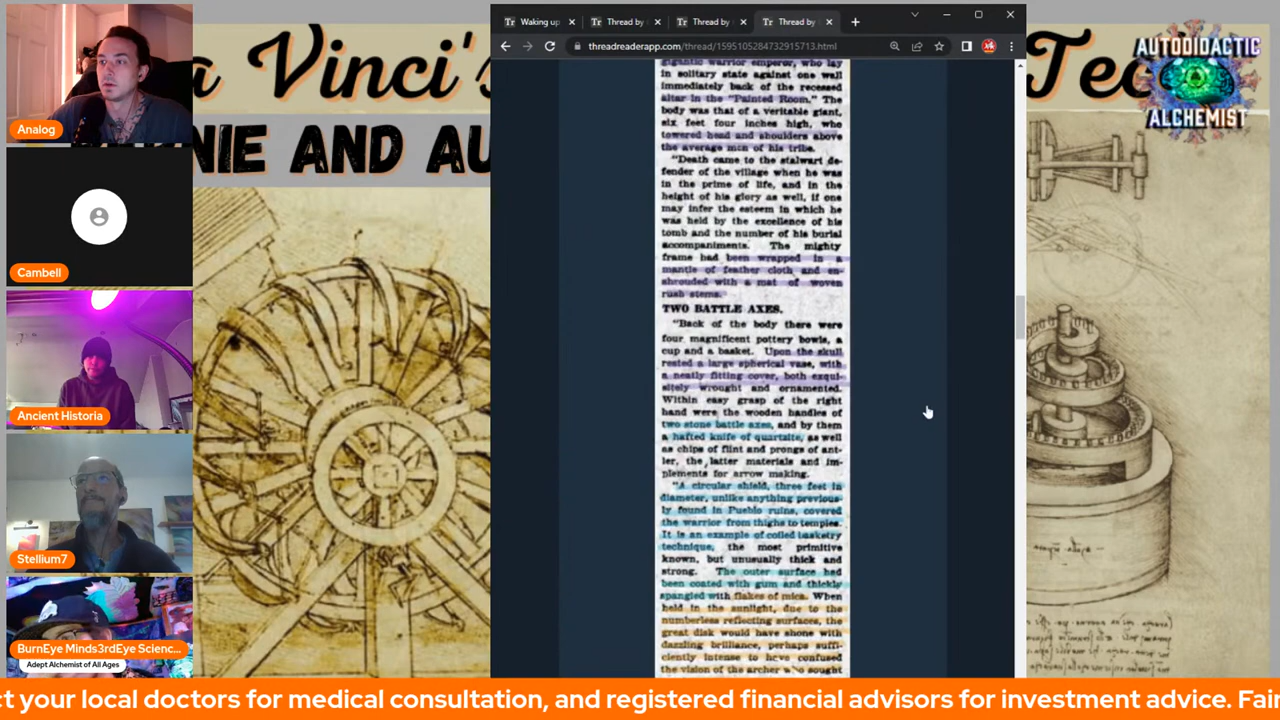 a Vinci's
Tec
NIE AND AU
AUTODIDACTIC
ALCHEMIST
Analog
Cambell
Ancient Historia
Stellium7
BurnEye Minds3rdEye Scienc...
Adept Alchemist of All Ages
Waking up
Thread by
Thread by
Thread by
threadreaderapp.com/thread/1595105284732915713.html
gigantic warrior emperor, who lay
in solitary state against one wall
immediately back of the recessed
altar in the "Painted Room." The
body was that of a veritable giant,
six feet four inches high, who
towered head and shoulders above
the average men of his tribe.
"Death came to the stalwart de-
fender of the village when he was
in the prime of life, and in the
height of his glory as well, if one
may infer the esteem in which he
was held by the excellence of his
tomb and the number of his burial
accompaniments. The mighty
frame had been wrapped in a
mantle of feather cloth and en-
shrouded with a mat of woven
rush stems.
TWO BATTLE AXES.
"Back of the body there were
four magnificent pottery bowls, a
cup and a basket. Upon the skull
rested a large spherical vase, with
a neatly fitting cover, both exqui-
sitely wrought and ornamented.
Within easy grasp of the right
hand were the wooden handles of
two stone battle axes, and by them
a hafted knife of quartzite, as well
as chips of flint and prongs of ant-
ler, the latter materials and im-
plements for arrow making.
"A circular shield, three feet in
diameter, unlike anything previous-
ly found in Pueblo ruins, covered
the warrior from thighs to temples.
It is an example of coiled basketry
technique, the most primitive
known, but unusually thick and
strong. The outer surface had
been coated with gum and thickly
spangled with flakes of mica. When
held in the sunlight, due to the
numberless reflecting surfaces, the
great disk would have shone with
dazzling brilliance, perhaps suffi-
ciently intense to have confused
the vision of the archer who sought
ct your local doctors for medical consultation, and registered financial advisors for investment advice. Fai